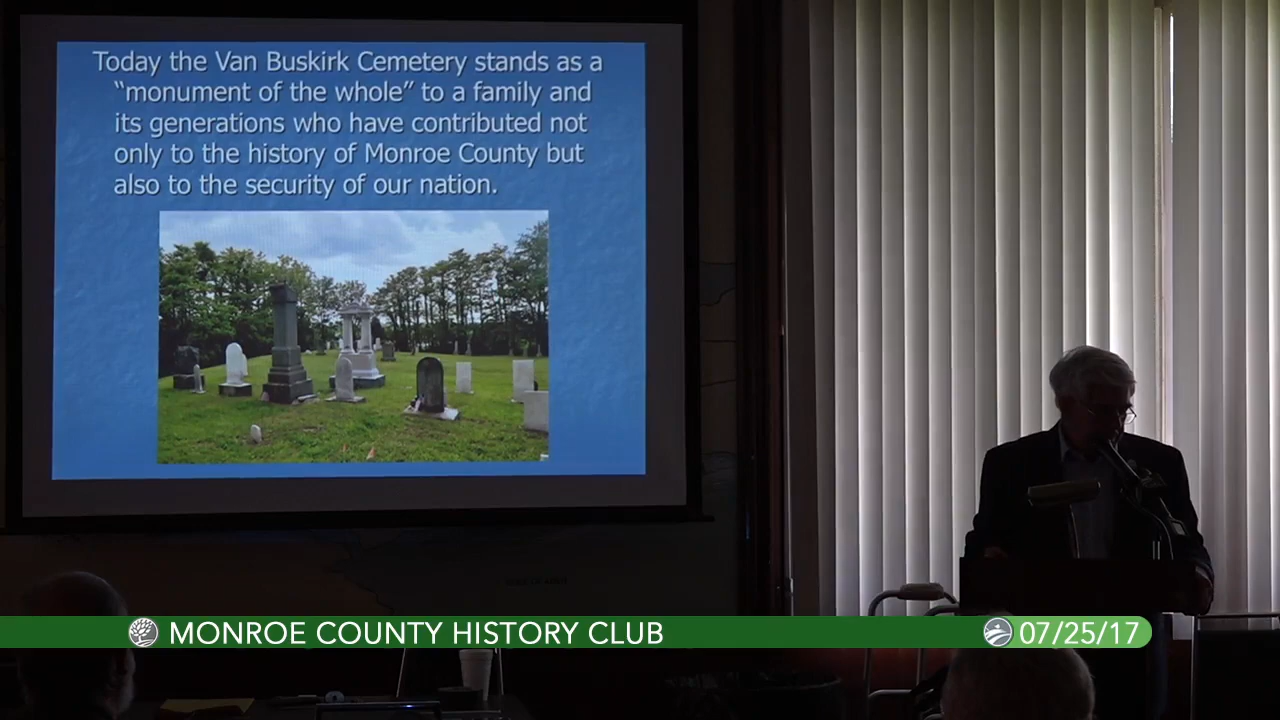 Today the Van Buskirk Cemetery stands as a
“monument of the whole” to a family and
its generations who have contributed not
only to the history of Monroe County but
also to the security of our nation.
MONROE COUNTY HISTORY CLUB
07/25/17